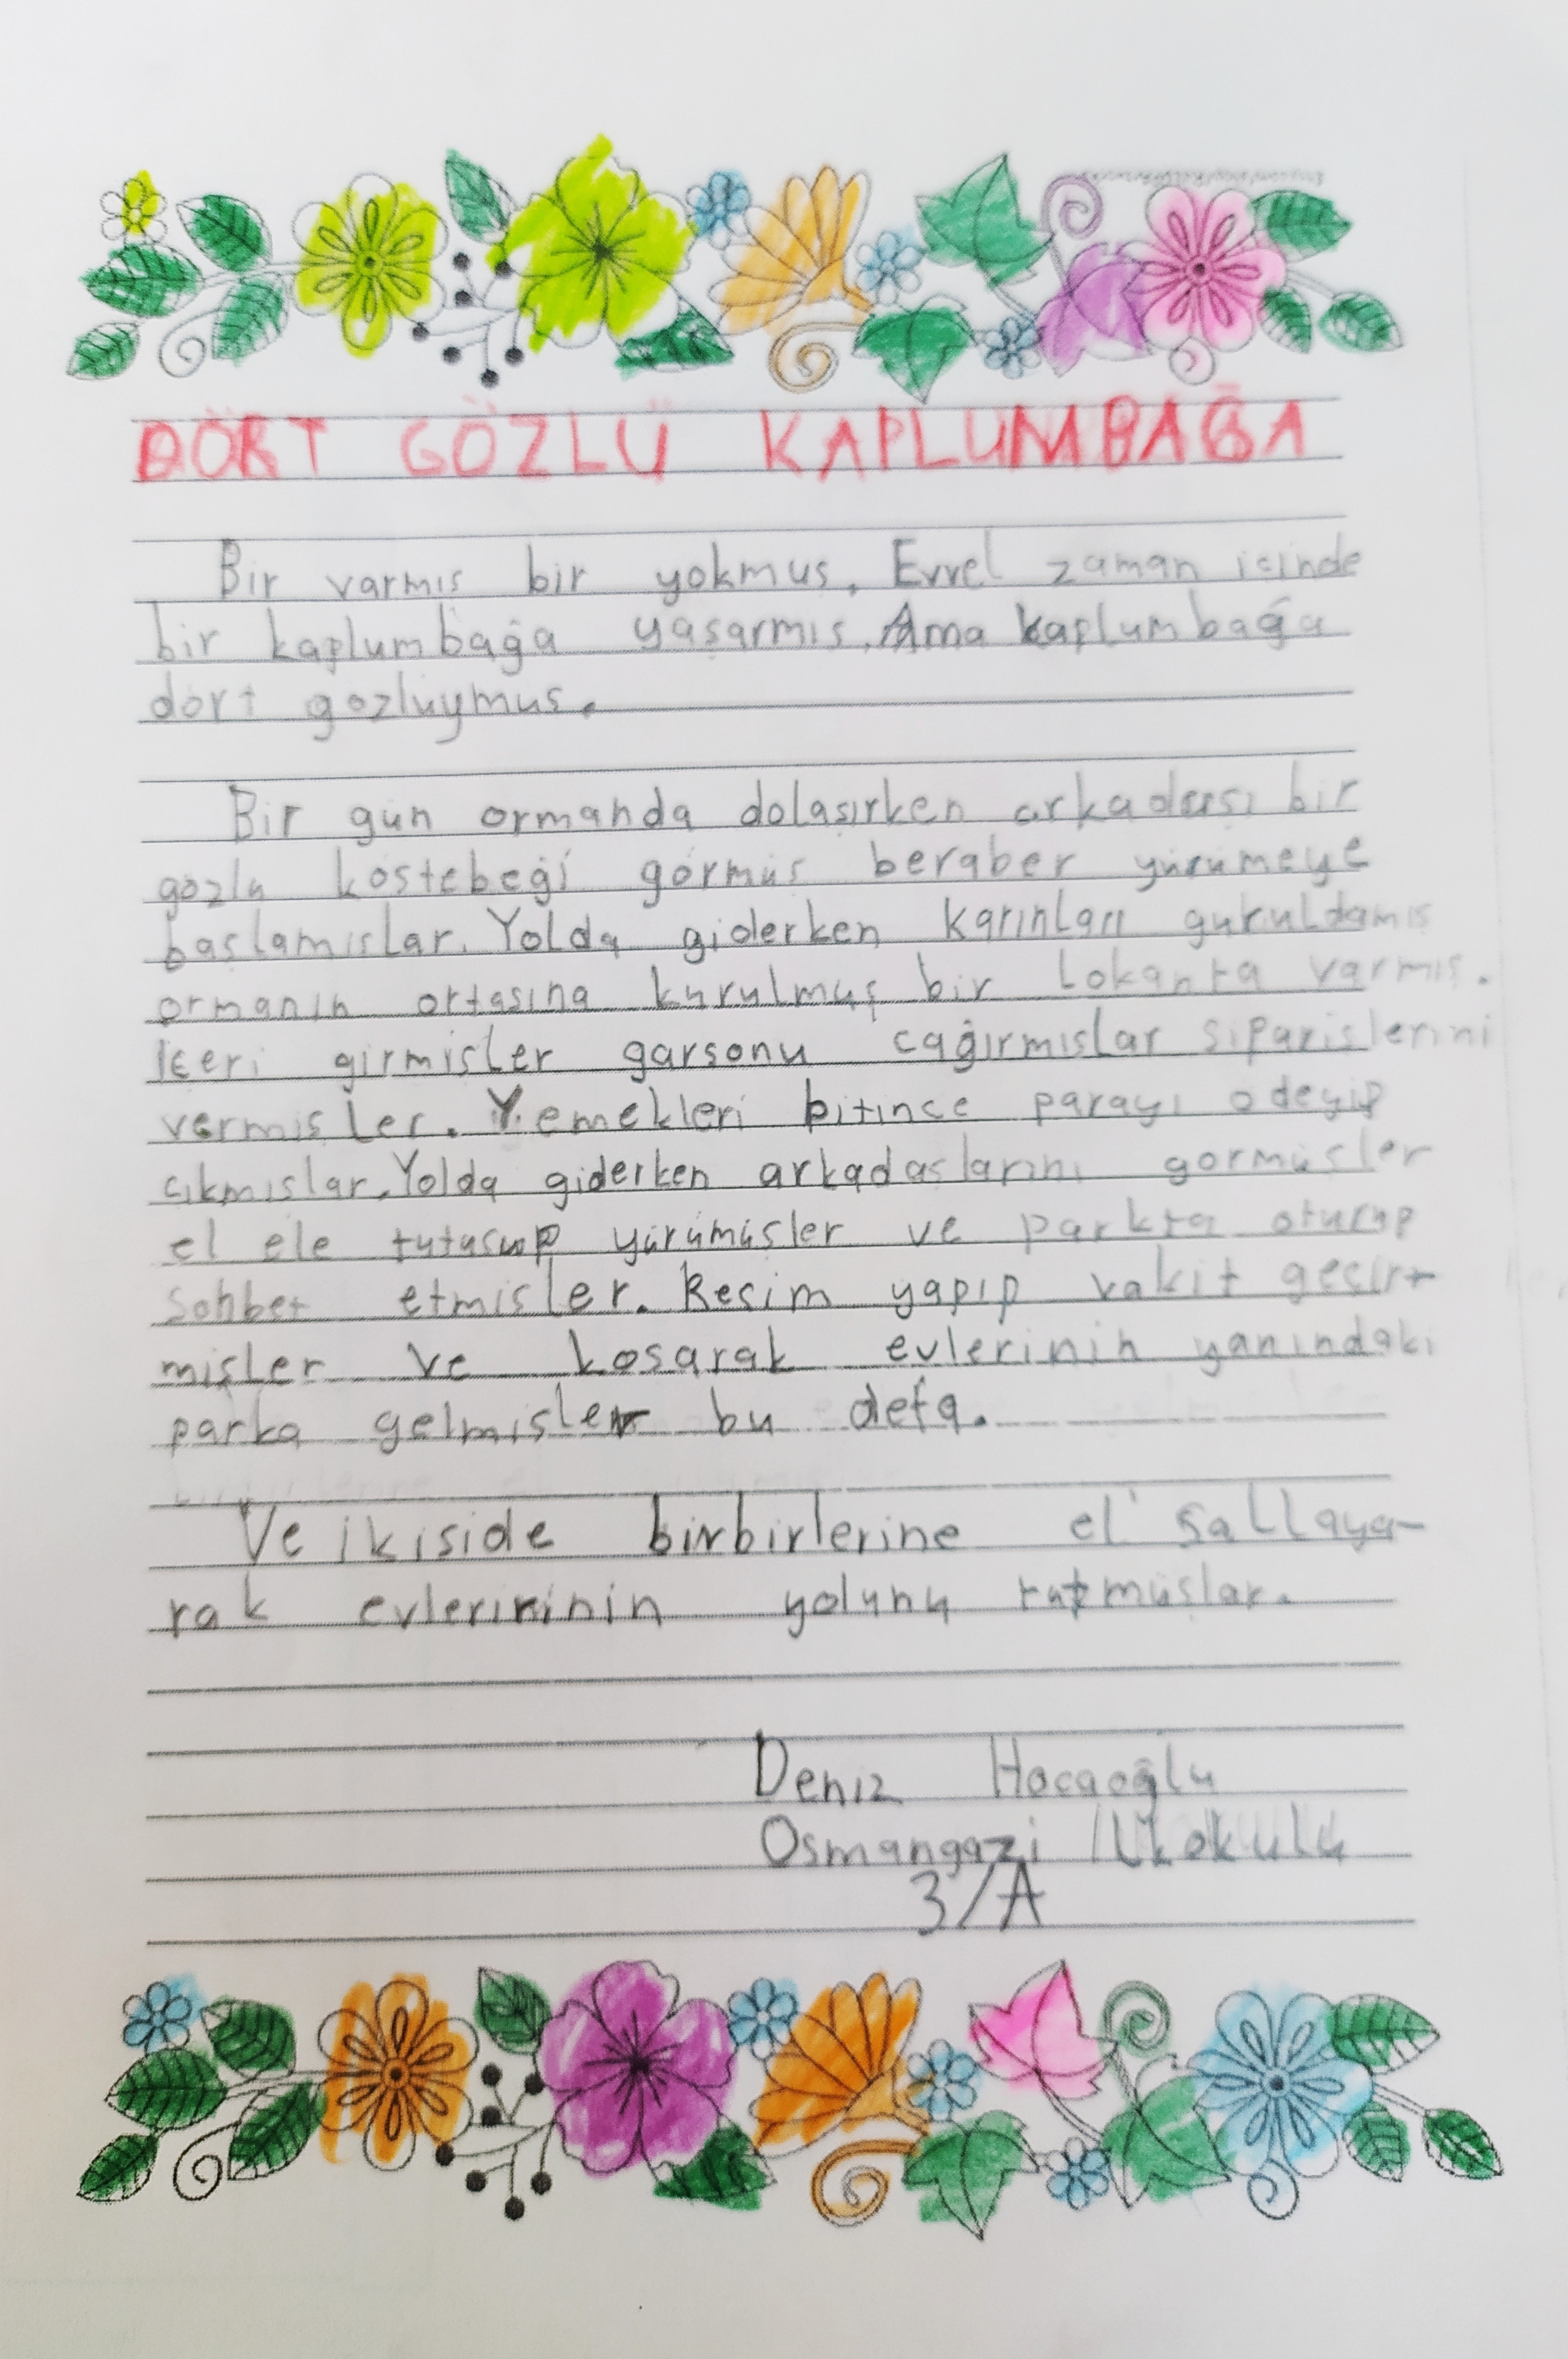 DÖRT GÖZLÜ KAPLUMBAĞA
Bir varmış bir yokmuş. Evvel zaman içinde
bir kaplumbağa yaşarmış. Ama kaplumbağa
dört gözlüymüş.
Bir gün ormanda dolaşırken arkadaşı bir
gözlü köstebeği görmüş beraber yürümeye
başlamışlar. Yolda giderken karınları guruldamış
ormanın ortasına kurulmuş bir lokanta varmış.
İçeri girmişler garsonu çağırmışlar siparişlerini
vermişler. Yemekleri bitince parayı ödeyip
çıkmışlar. Yolda giderken arkadaşlarını görmüşler
el ele tutuşup yürümüşler ve parkta oturup
sohbet etmişler. Resim yapıp vakit geçirt-
mişler ve koşarak evlerinin yanındaki
parka gelmişler bu defa.
Ve ikiside birbirlerine el sallaya-
rak evlerininin yolunu tutmuşlar.
Deniz Hocaoğlu
Osmangazi İlkokulu
3/A